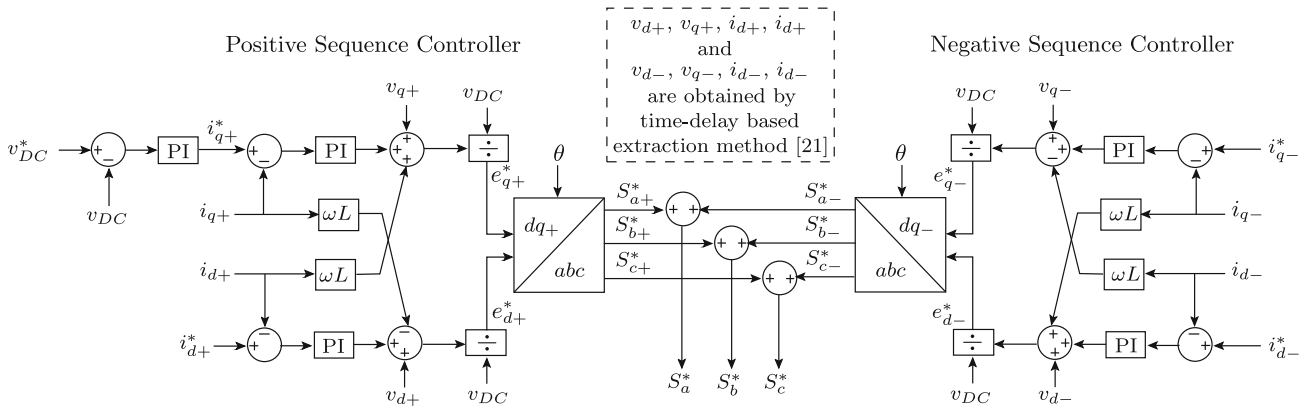 Positive Sequence Controller
v_{d+}, v_{q+}, i_{d+}, i_{d+}
and
v_{d−}, v_{q−}, i_{d−}, i_{d−}
are obtained by
time-delay based
extraction method [21]
Negative Sequence Controller
v_{q+}
v_{DC}
v_{DC}
v_{q−}
v^*_{DC}
+
−
PI
i^*_{q+}
+
−
PI
+
+
+
÷
θ
θ
÷
+
−
PI
−
+
i^*_{q−}
v_{DC}
e^*_{q+}
e^*_{q−}
i_{q+}
ωL
dq_+
abc
S^*_{a+}
+
+
S^*_{a−}
S^*_{b+}
+
+
S^*_{b−}
S^*_{c+}
+
+
S^*_{c−}
dq_−
abc
ωL
i_{q−}
i_{d+}
ωL
ωL
i_{d−}
e^*_{d+}
e^*_{d−}
i^*_{d+}
+
−
PI
−
+
+
÷
÷
+
+
+
PI
−
+
i^*_{d−}
v_{d+}
v_{DC}
S^*_a
S^*_b
S^*_c
v_{DC}
v_{d−}